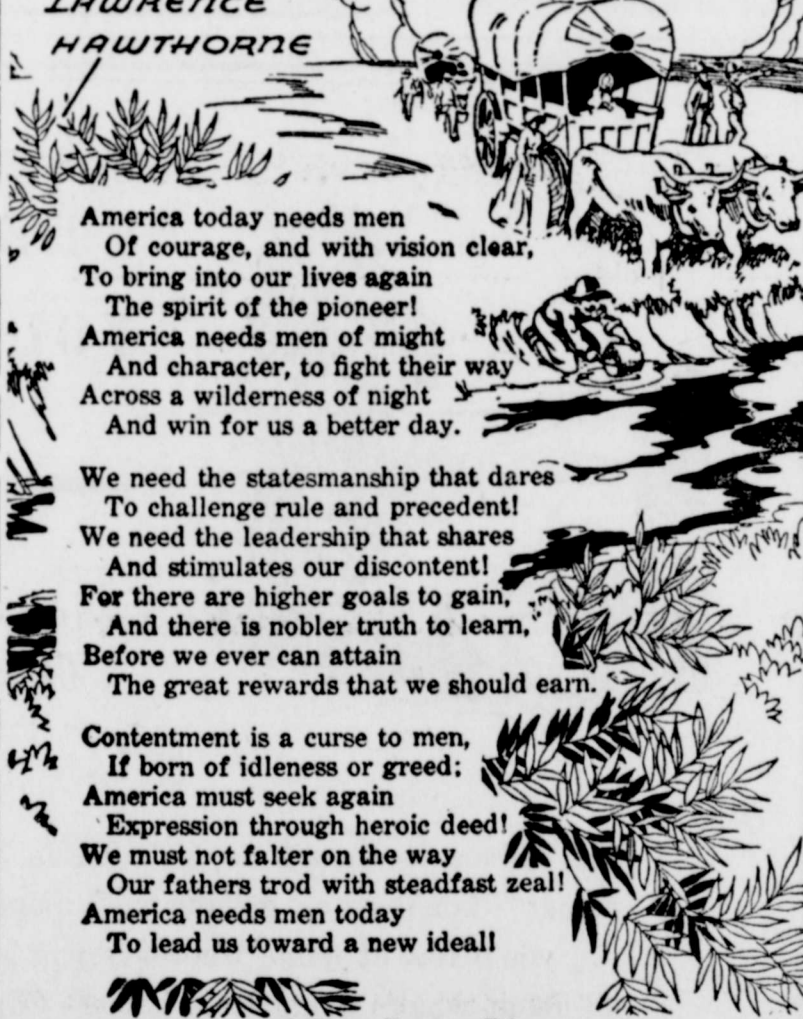 LAWRENCE
HAWTHORNE
America today needs men
Of courage, and with vision clear,
To bring into our lives again
The spirit of the pioneer!
America needs men of might
And character, to fight their way
Across a wilderness of night
And win for us a better day.
We need the statesmanship that dares
To challenge rule and precedent!
We need the leadership that shares
And stimulates our discontent!
For there are higher goals to gain,
And there is nobler truth to learn,
Before we ever can attain
The great rewards that we should earn.
Contentment is a curse to men,
If born of idleness or greed;
America must seek again
Expression through heroic deed!
We must not falter on the way
Our fathers trod with steadfast zeal!
America needs men today
To lead us toward a new ideal!